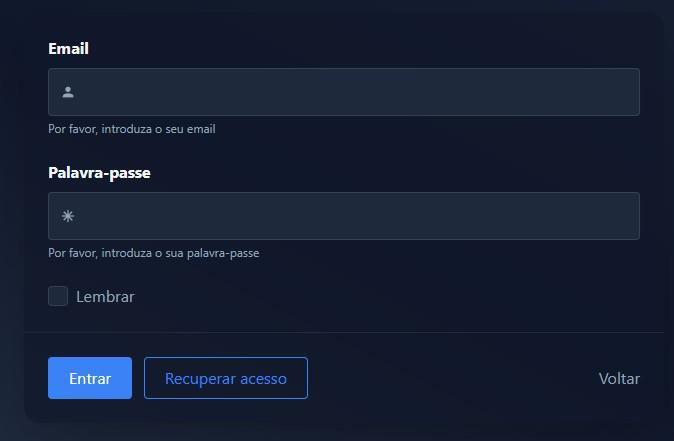 Email
Por favor, introduza o seu email
Palavra-passe
Por favor, introduza o sua palavra-passe
Lembrar
Entrar Recuperar acesso Voltar